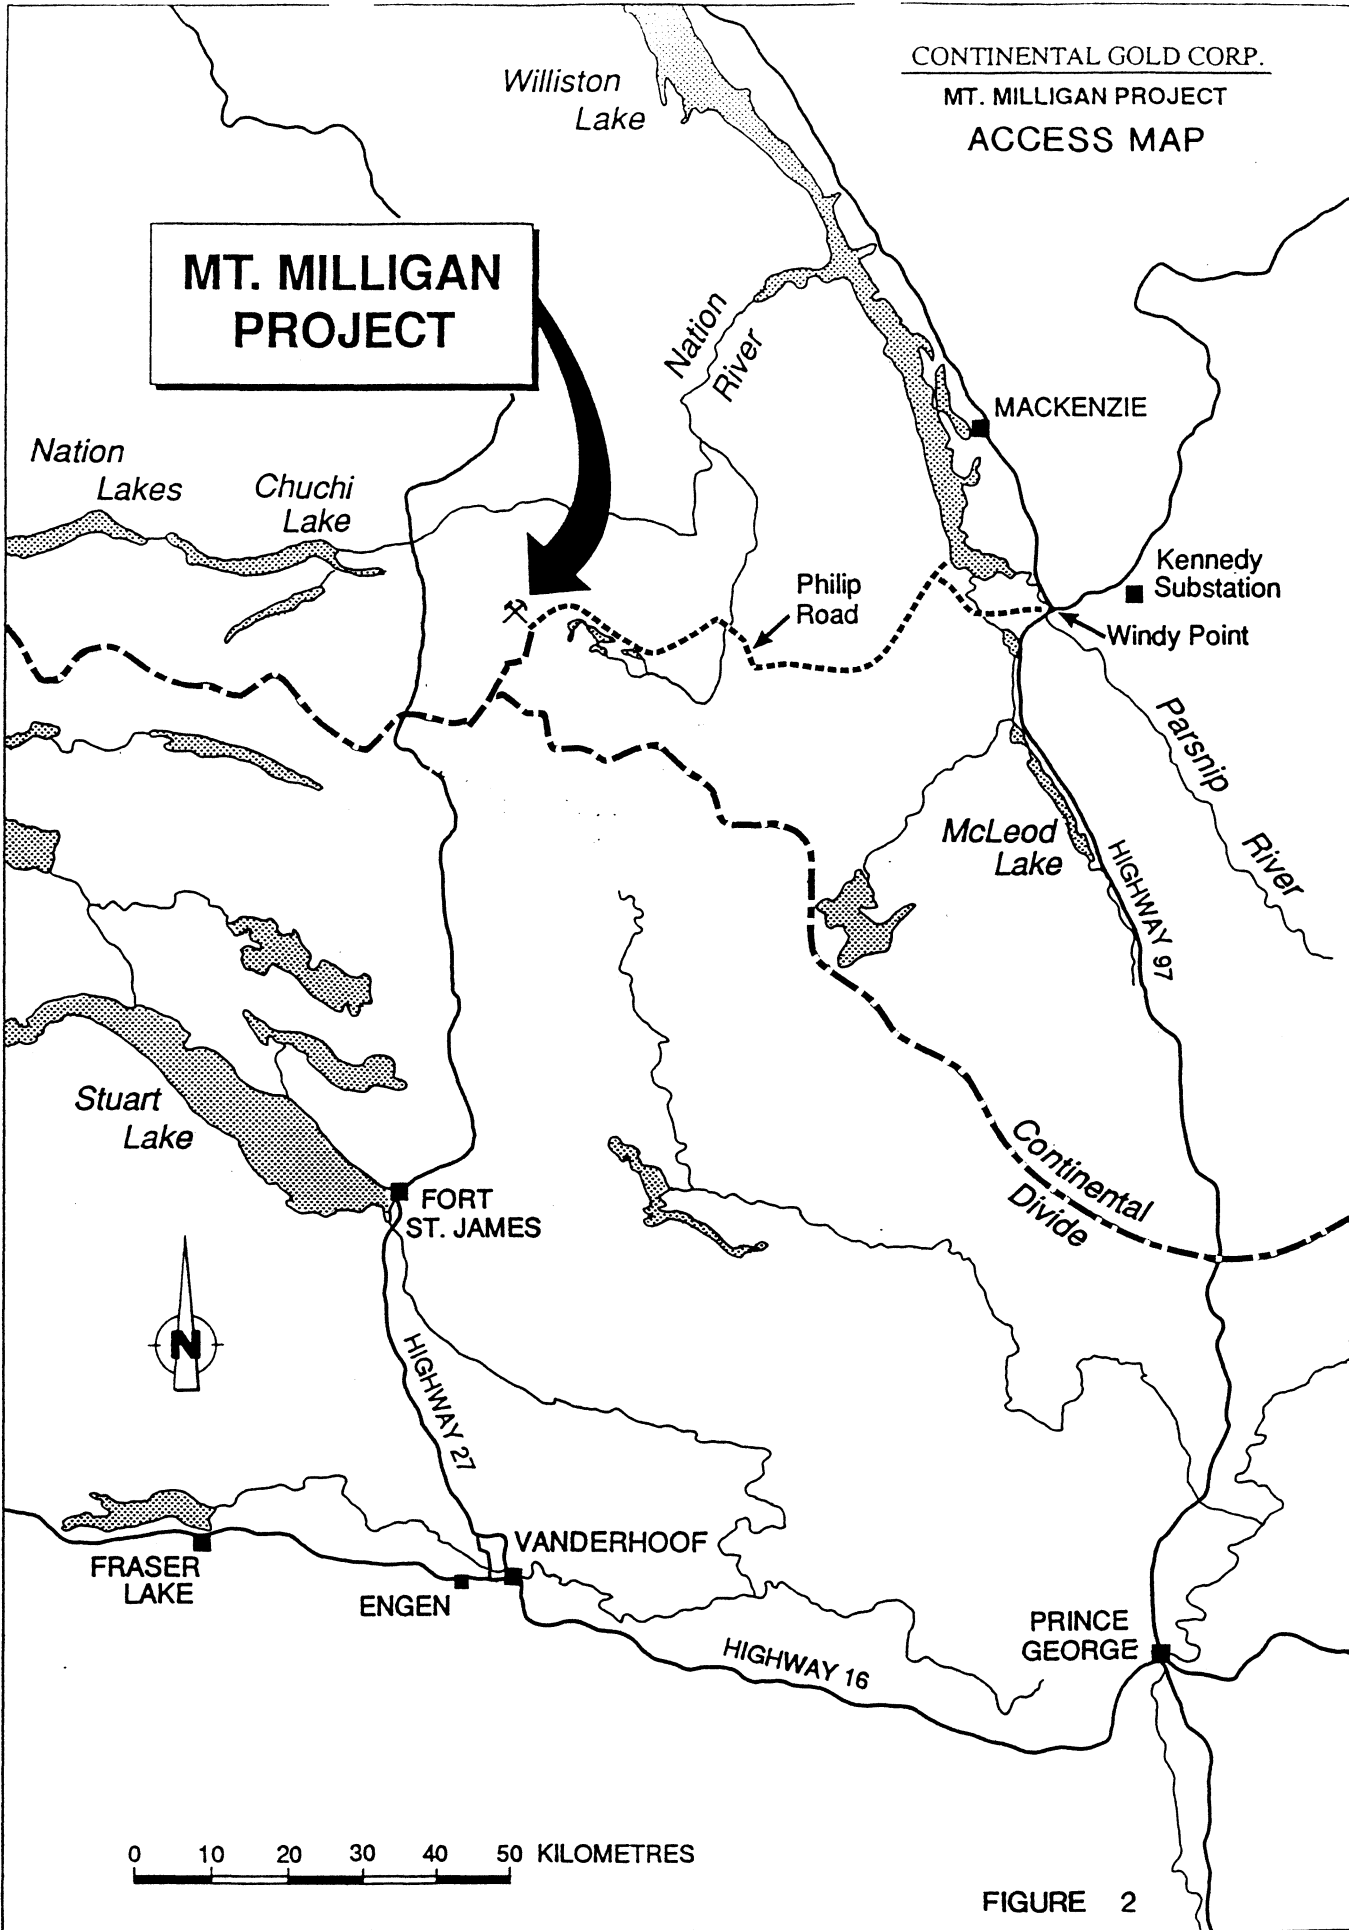 CONTINENTAL GOLD CORP.
MT. MILLIGAN PROJECT
ACCESS MAP
Williston
Lake
MT. MILLIGAN
PROJECT
Nation
River
MACKENZIE
Nation
Lakes
Chuchi
Lake
Kennedy
Substation
Philip
Road
Windy Point
Parsnip
River
McLeod
Lake
HIGHWAY 97
Stuart
Lake
Continental
Divide
FORT
ST. JAMES
N
HIGHWAY 27
VANDERHOOF
FRASER
LAKE
ENGEN
PRINCE
GEORGE
HIGHWAY 16
0 10 20 30 40 50 KILOMETRES
FIGURE 2